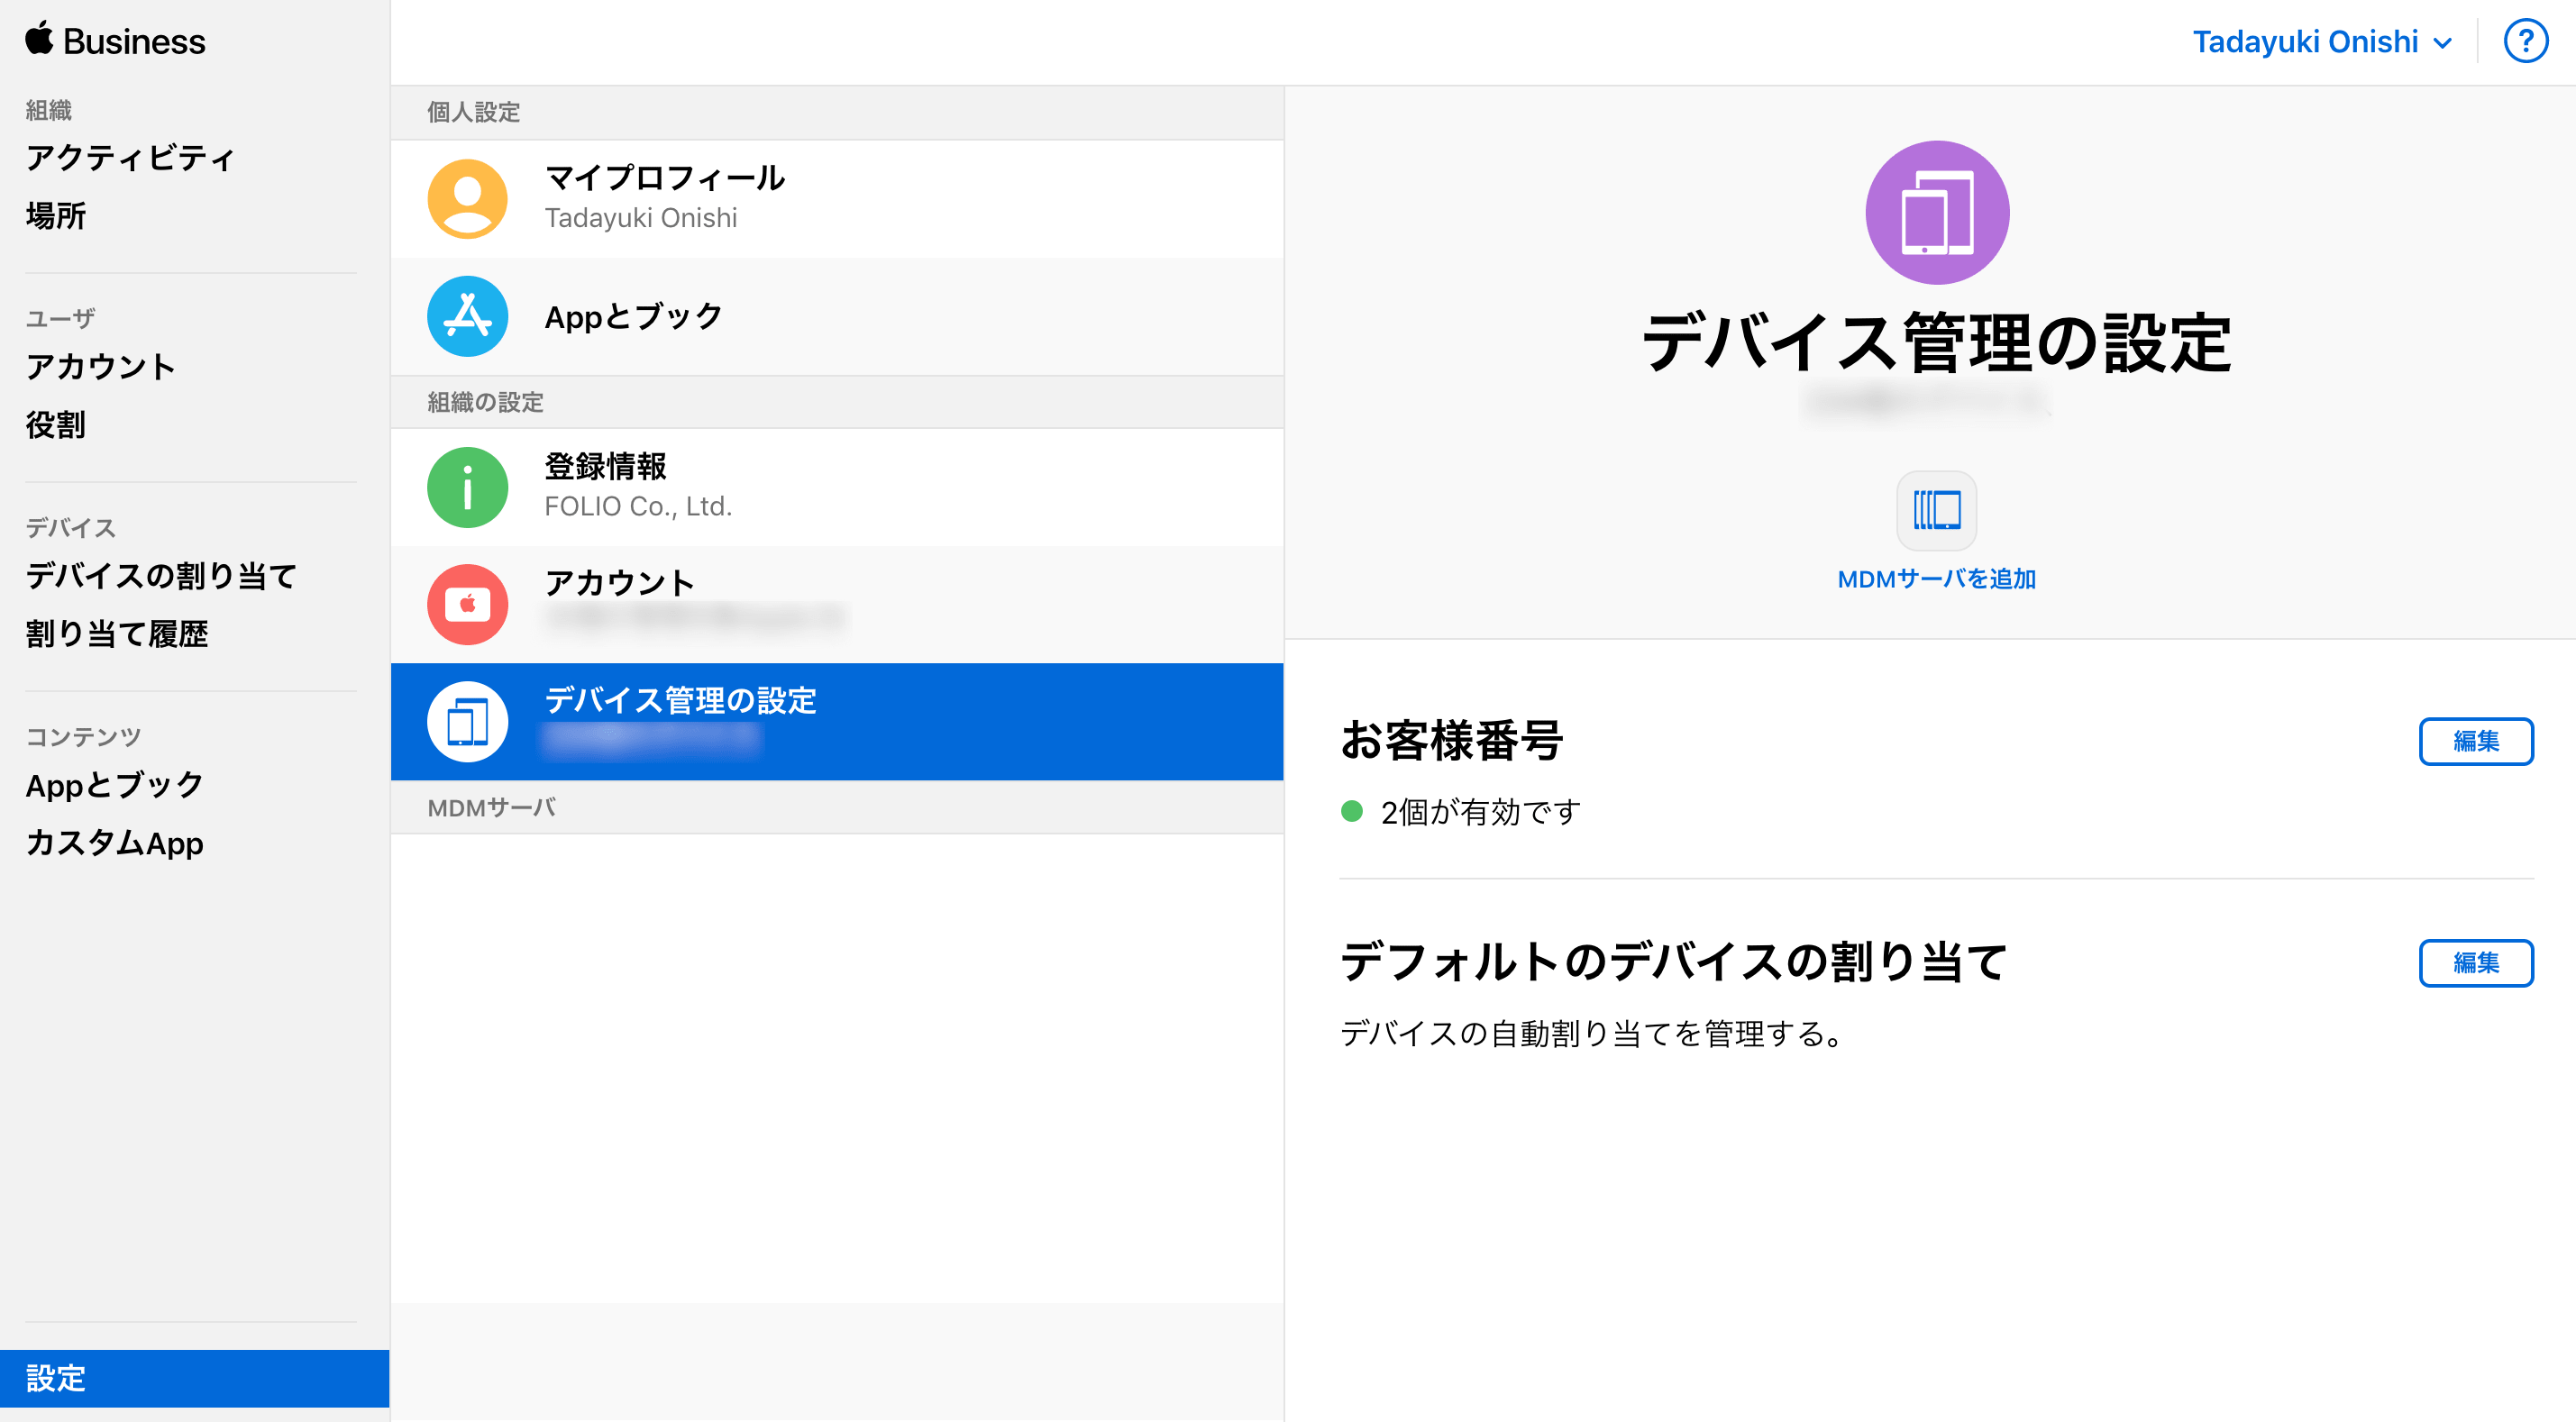 Business
Tadayuki Onishi
?
組織
アクティビティ
場所
ユーザ
アカウント
役割
デバイス
デバイスの割り当て
割り当て履歴
コンテンツ
Appとブック
カスタムApp
設定
個人設定
マイプロフィール
Tadayuki Onishi
Appとブック
組織の設定
登録情報
FOLIO Co., Ltd.
アカウント
デバイス管理の設定
MDMサーバ
デバイス管理の設定
MDMサーバを追加
お客様番号
編集
2個が有効です
デフォルトのデバイスの割り当て
編集
デバイスの自動割り当てを管理する。